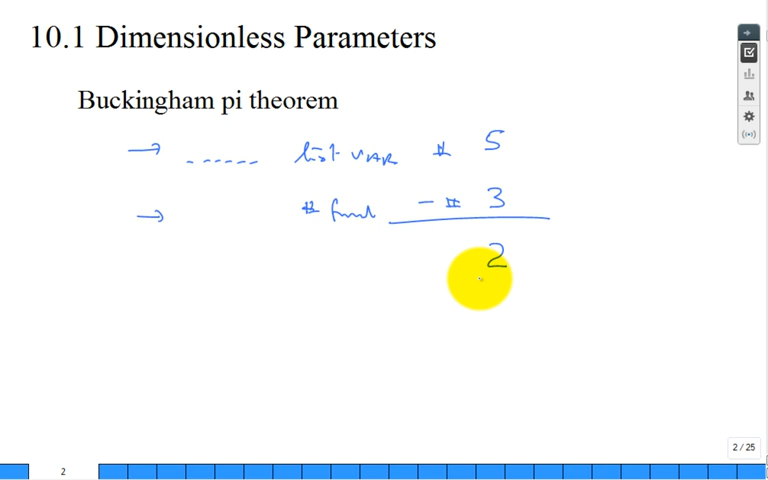 10.1 Dimensionless Parameters
Buckingham pi theorem
→ ------ list VAR # 5
→ # fund - # 3
2
2 / 25
2